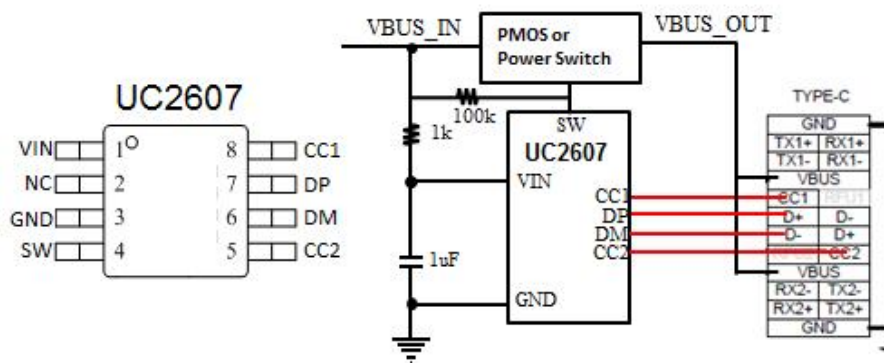 UC2607
VIN 1 8 CC1
NC 2 7 DP
GND 3 6 DM
SW 4 5 CC2
VBUS_IN
PMOS or
Power Switch
VBUS_OUT
100k
1k
1uF
SW
UC2607
VIN
CC1
DP
DM
CC2
GND
TYPE-C
GND
TX1+ RX1+
TX1- RX1-
VBUS
CC1 RFU1
D+ D-
D- D+
CC2
VBUS
RX2- TX2-
RX2+ TX2+
GND